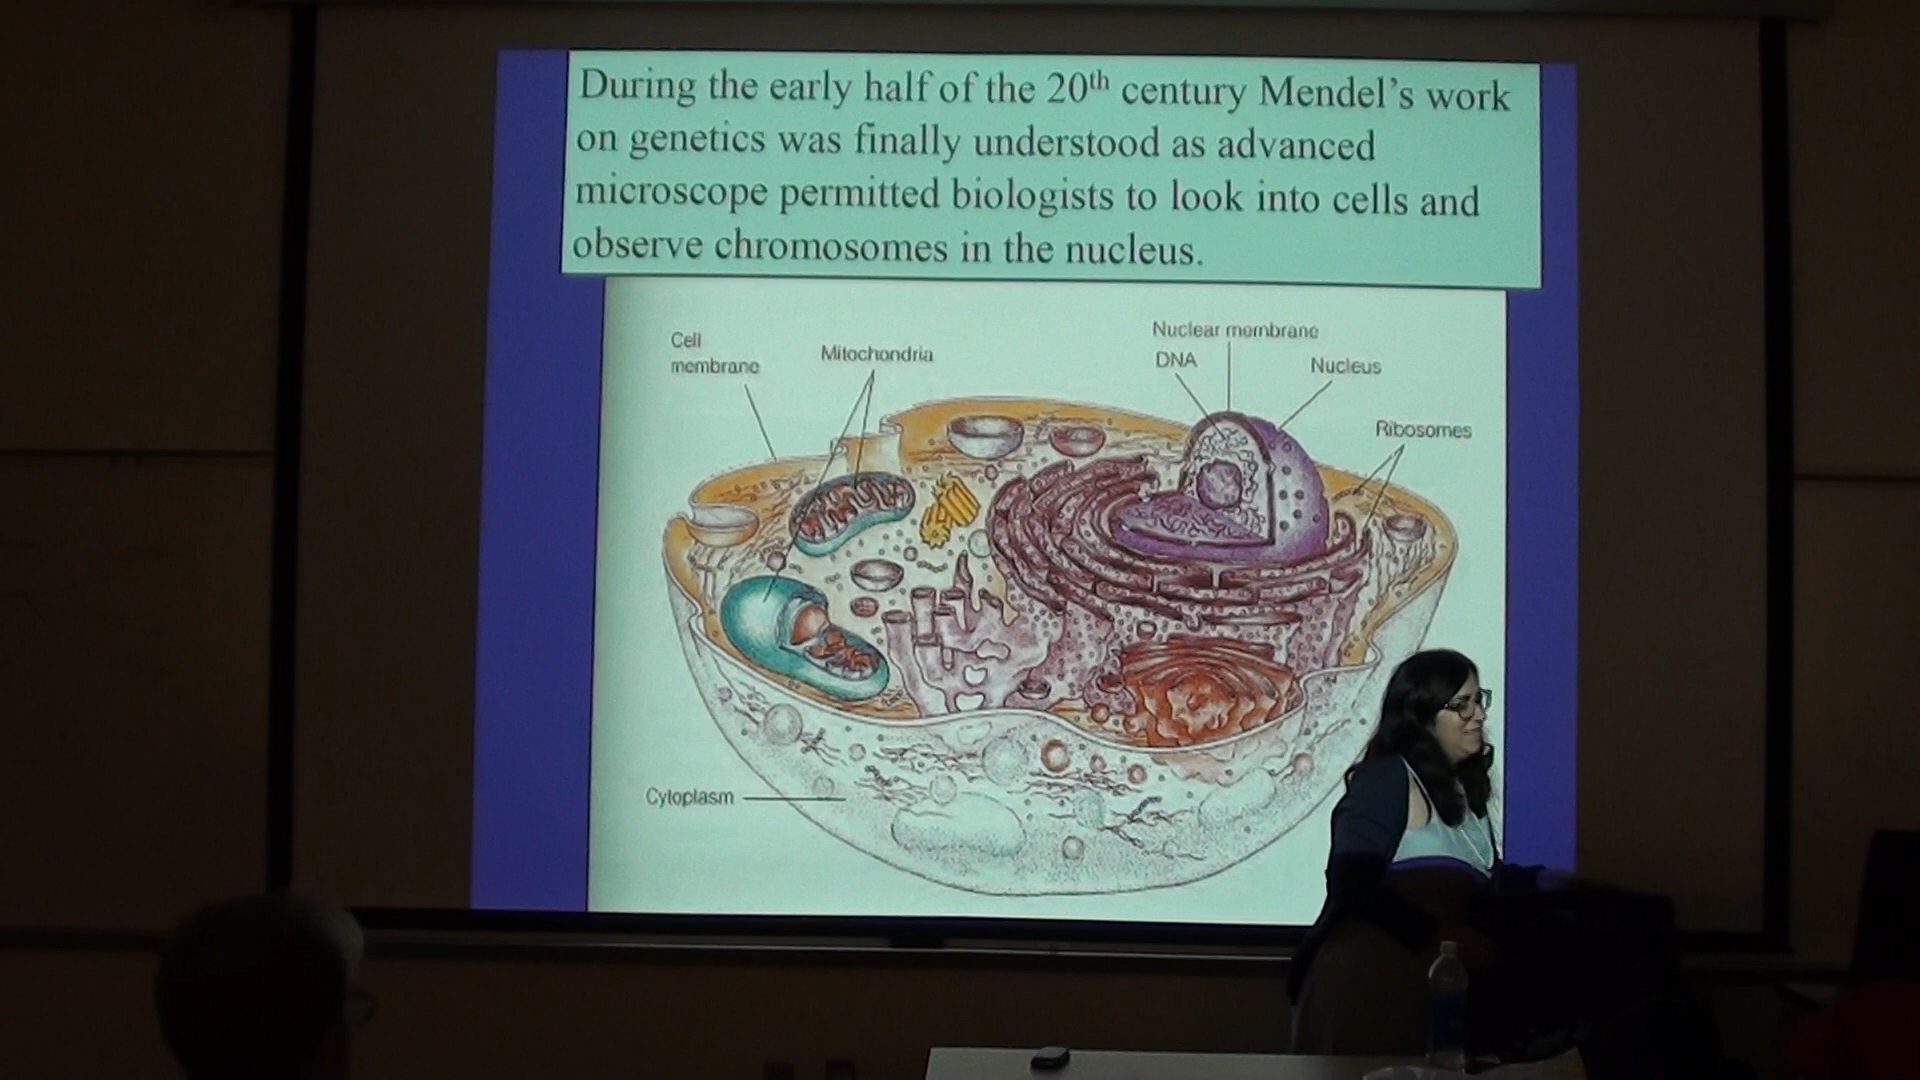 During the early half of the 20th century Mendel's work
on genetics was finally understood as advanced
microscope permitted biologists to look into cells and
observe chromosomes in the nucleus.
Nuclear membrane
Cell
membrane
Mitochondria
DNA
Nucleus
Ribosomes
Cytoplasm